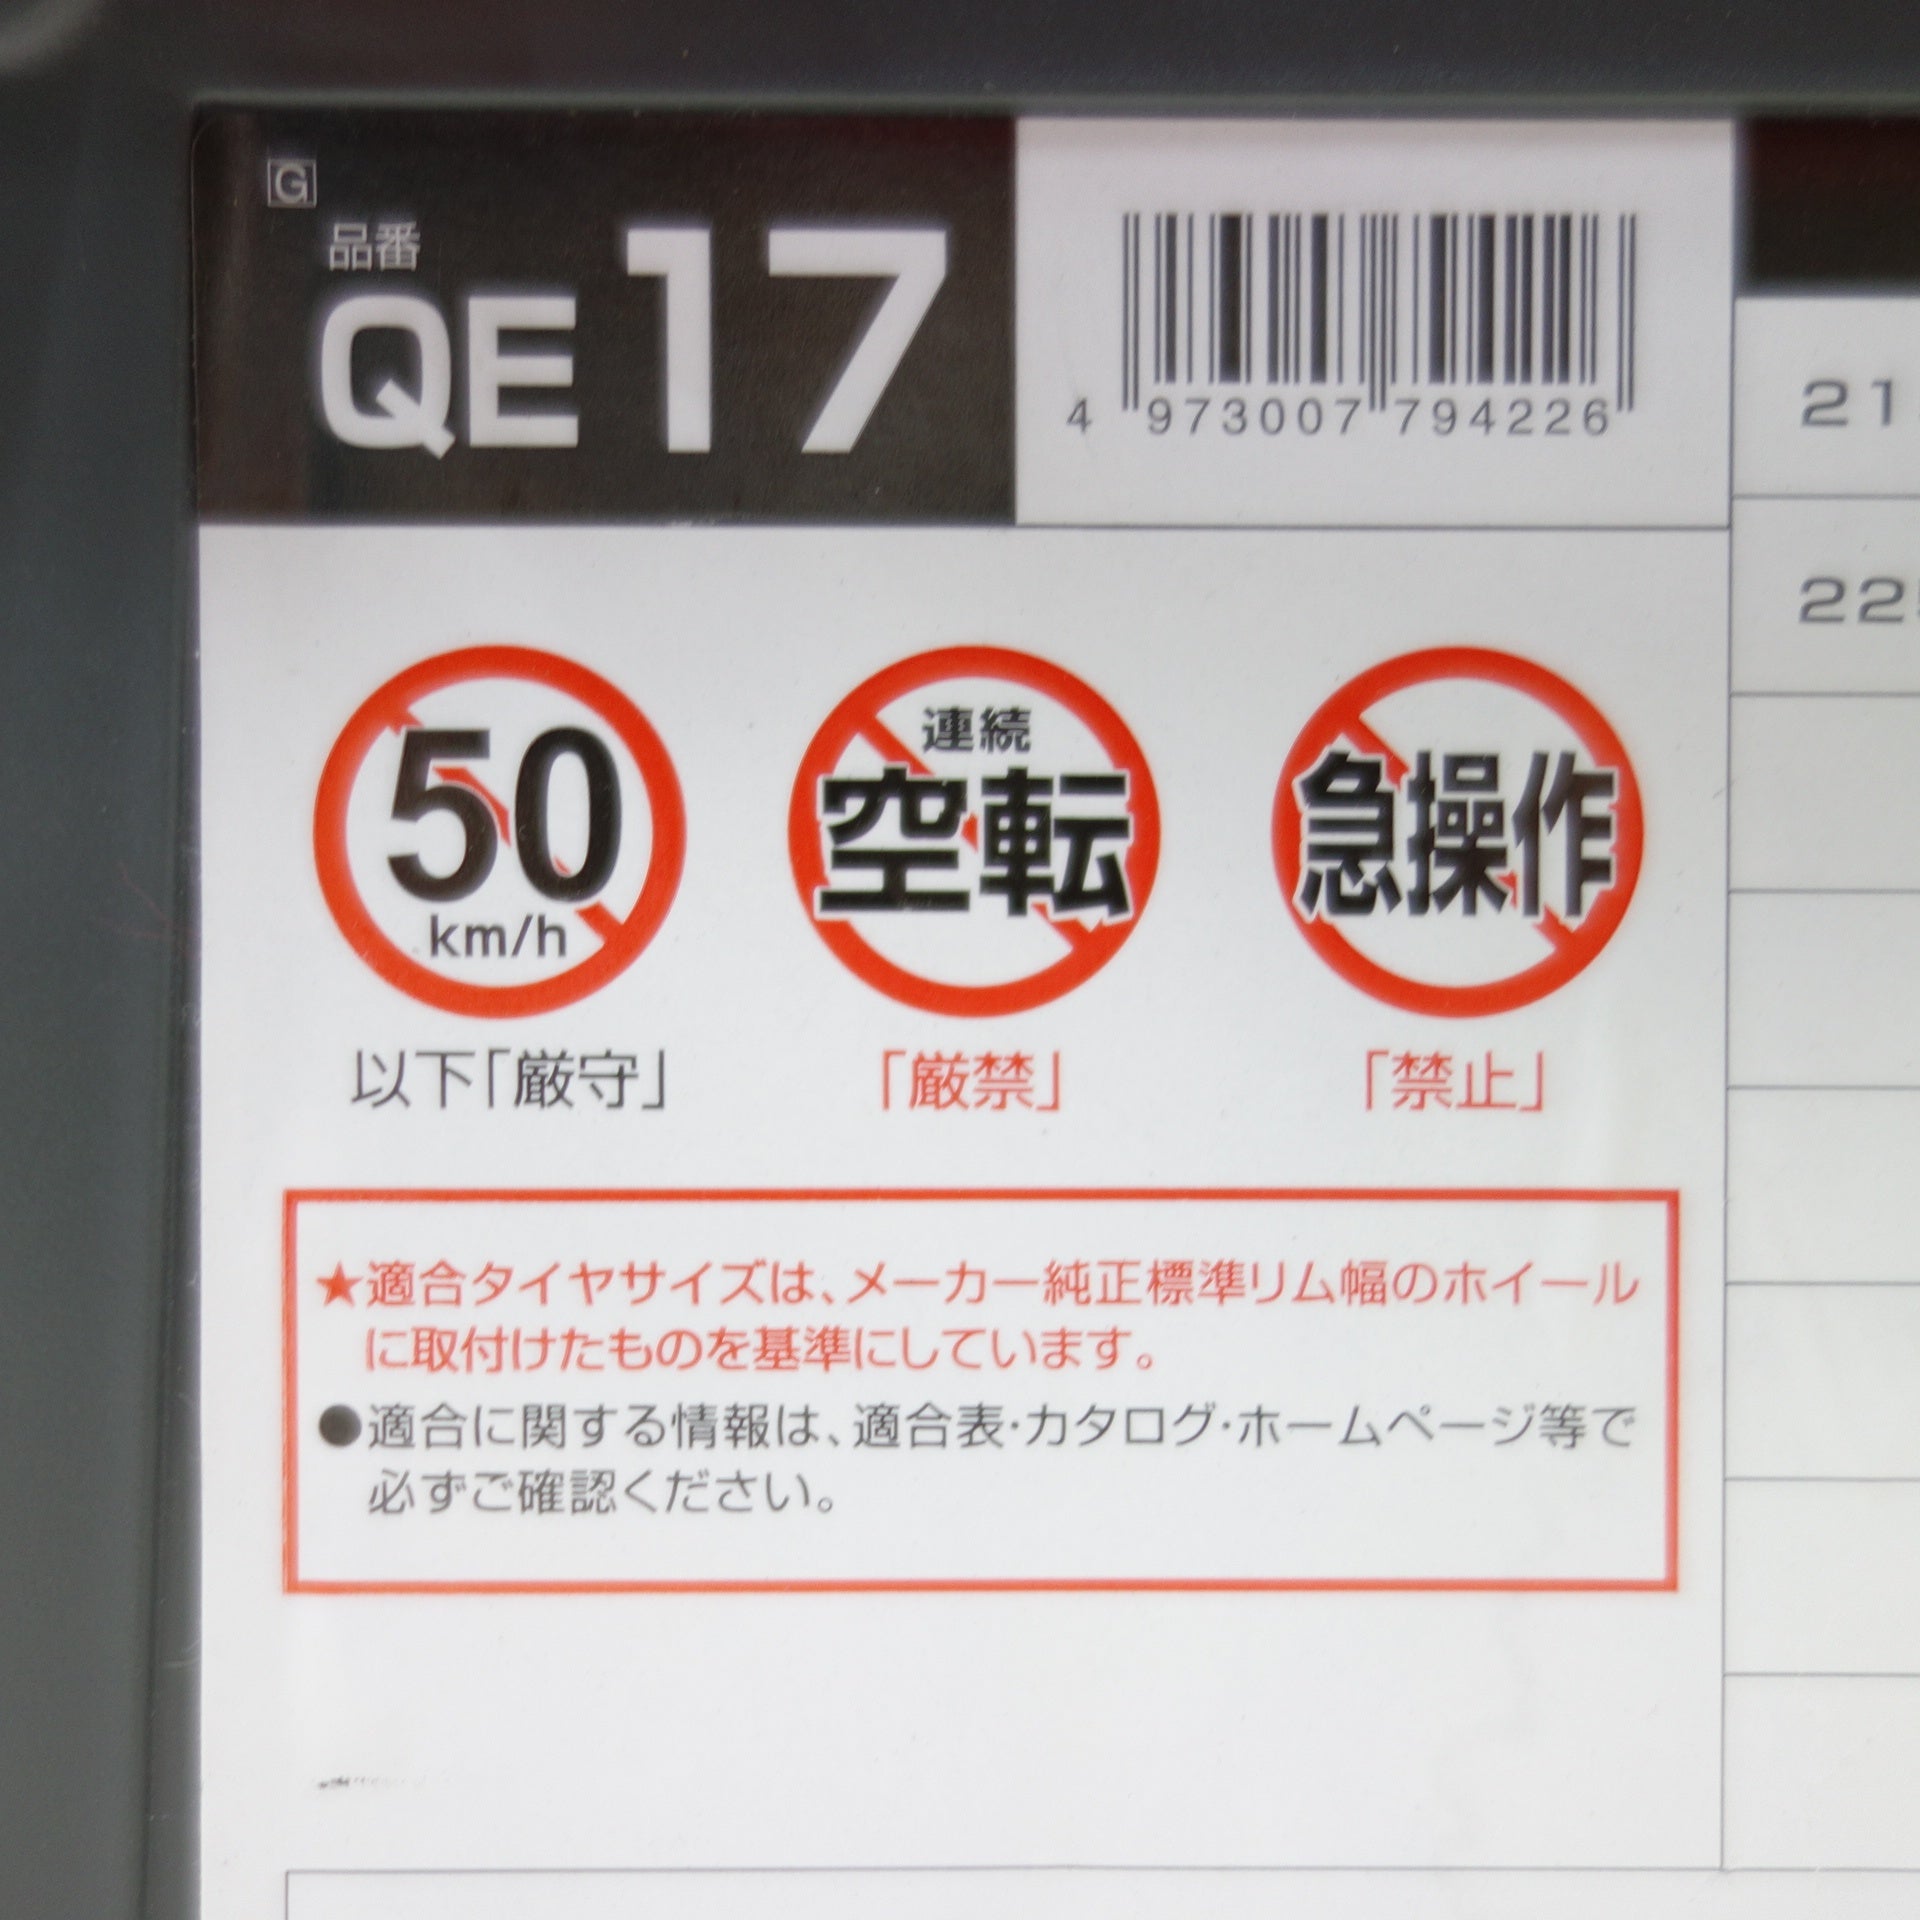 G
品番
QE17
4 973007 794226
21
22
50
km/h
以下「厳守」
連続
空転
「厳禁」
急操作
「禁止」
★適合タイヤサイズは、メーカー純正標準リム幅のホイール
に取付けたものを基準にしています。
●適合に関する情報は、適合表・カタログ・ホームページ等で
必ずご確認ください。